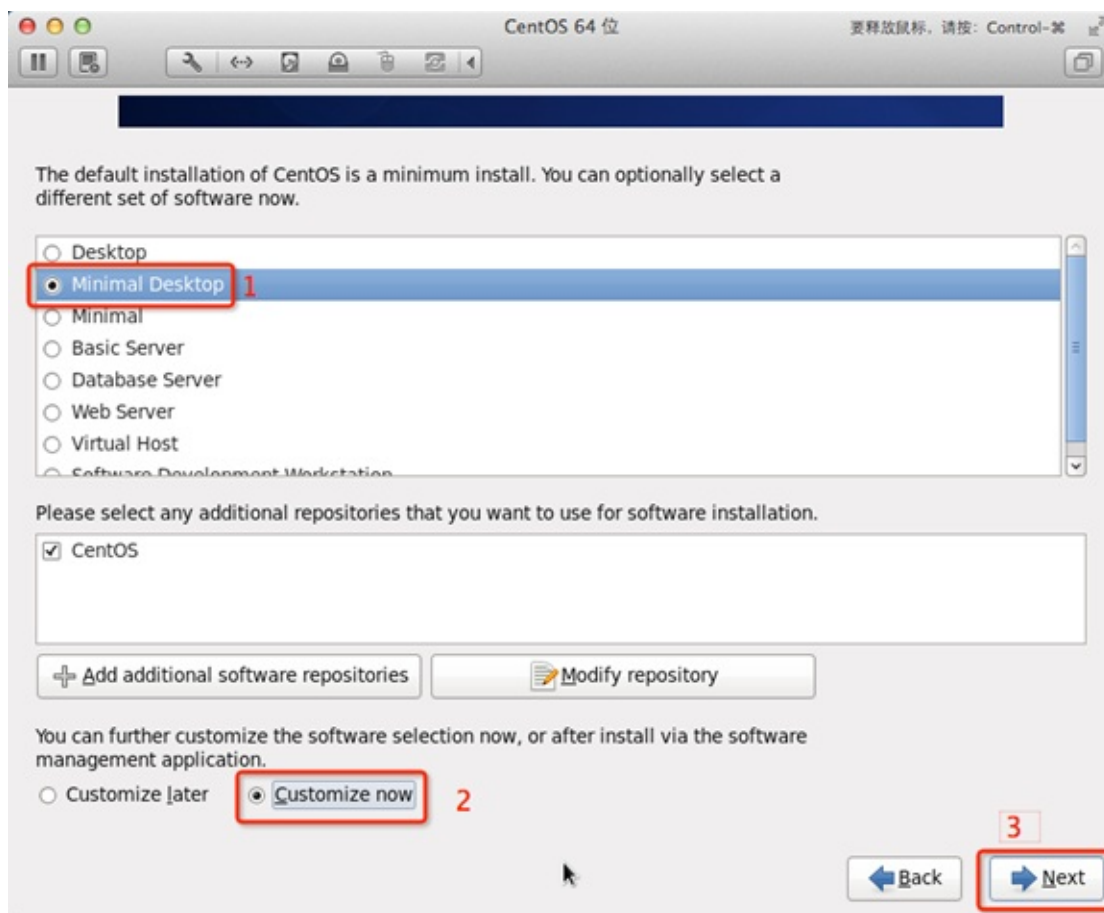 CentOS 64 位
要释放鼠标，请按：Control-⌘
The default installation of CentOS is a minimum install. You can optionally select a
different set of software now.
Desktop
Minimal Desktop 1
Minimal
Basic Server
Database Server
Web Server
Virtual Host
Software Development Workstation
Please select any additional repositories that you want to use for software installation.
CentOS
Add additional software repositories
Modify repository
You can further customize the software selection now, or after install via the software
management application.
Customize later
Customize now 2
3
Back
Next